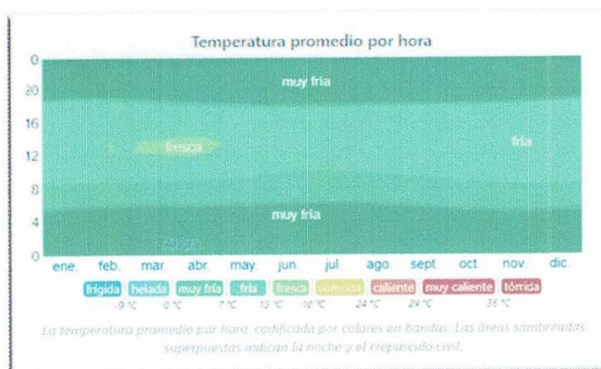 Temperatura promedio por hora
0
20
16
12
8
4
0
muy fría
fresca
fría
muy fría
ene. feb. mar. abr. may. jun. jul. ago. sept. oct. nov. dic.
frígida helada muy fría fría fresca cómoda caliente muy caliente tórrida
-9 °C 0 °C 7 °C 13 °C 18 °C 24 °C 29 °C 35 °C
La temperatura promedio por hora, codificada por colores en bandas. Las áreas sombreadas
superpuestas indican la noche y el crepúsculo civil.